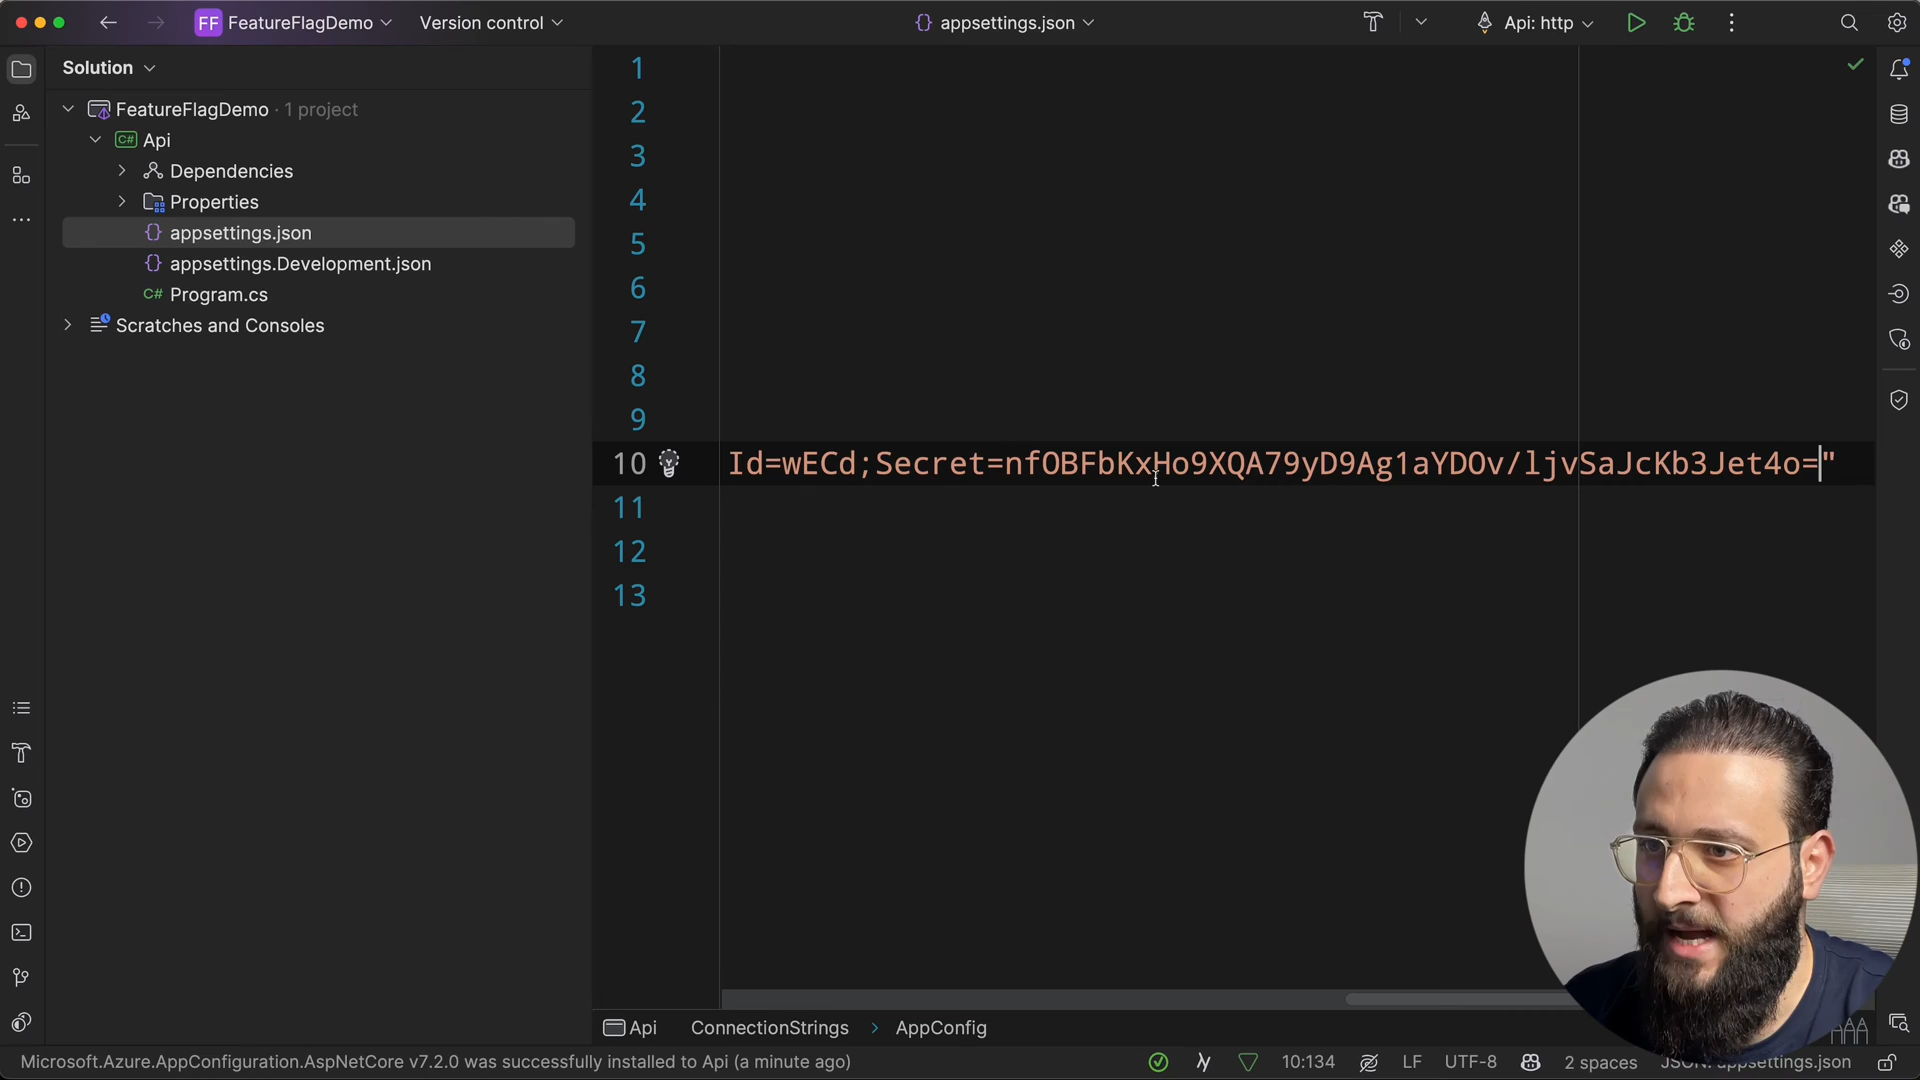 FF FeatureFlagDemo Version control
appsettings.json
Api: http
Solution
FeatureFlagDemo · 1 project
C# Api
Dependencies
Properties
{} appsettings.json
{} appsettings.Development.json
C# Program.cs
Scratches and Consoles
1
2
3
4
5
6
7
8
9
10 Id=wECd;Secret=nfOBFbKxHo9XQA79yD9Ag1aYDOv/ljvSaJcKb3Jet4o="
11
12
13
Api ConnectionStrings > AppConfig
Microsoft.Azure.AppConfiguration.AspNetCore v7.2.0 was successfully installed to Api (a minute ago)
10:134 LF UTF-8 2 spaces JSON: appsettings.json